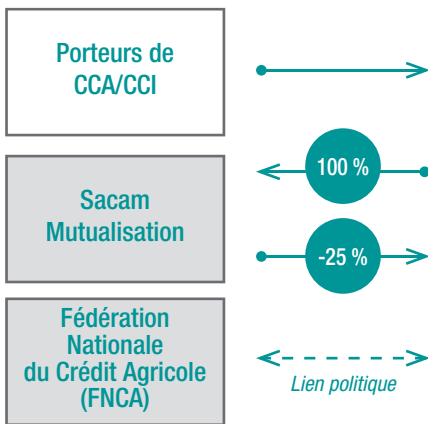 Porteurs de
CCA/CCI
100 %
Sacam
Mutualisation
-25 %
Fédération
Nationale
du Crédit Agricole
(FNCA)
Lien politique